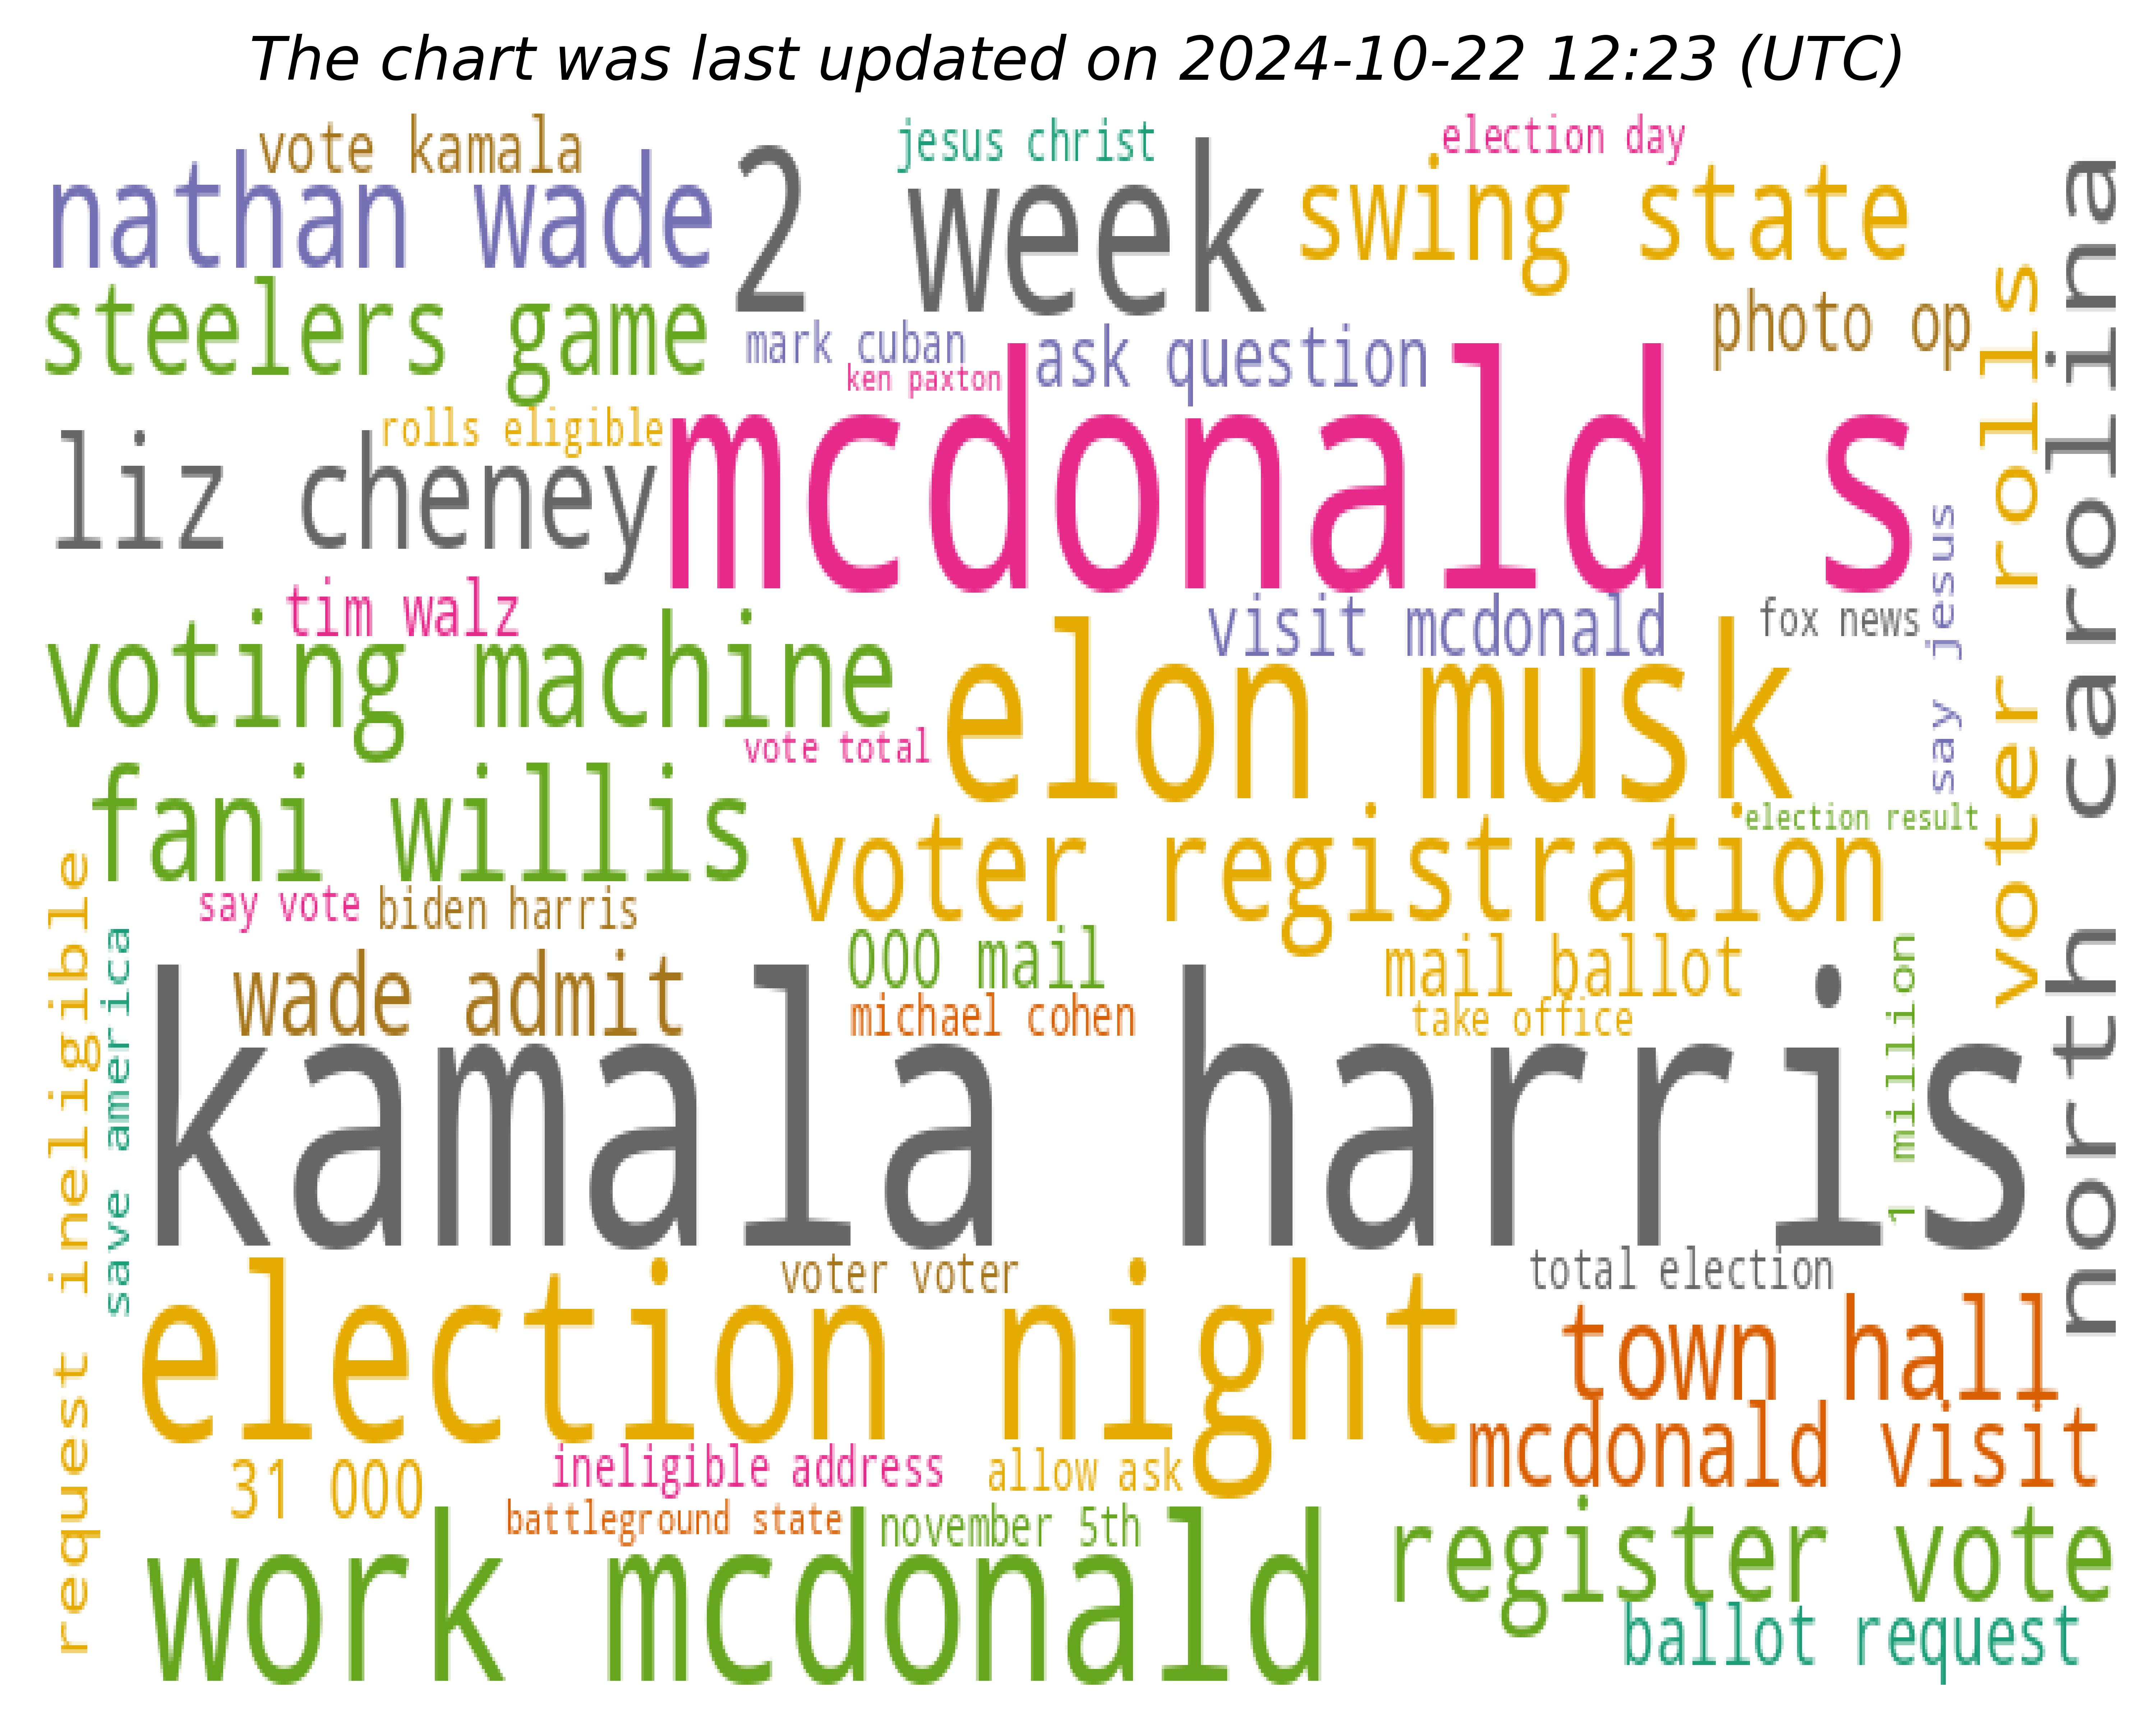 The chart was last updated on 2024-10-22 12:23 (UTC)
vote kamala
jesus christ
election day
nathan wade
2 week
swing state
steelers game
photo op
mark cuban
ask question
ken paxton
rolls eligible
liz cheney
mcdonald s
tim walz
visit mcdonald
fox news
say jesus
voter rolls
north carolina
voting machine
elon musk
vote total
fani willis
election result
voter registration
say vote
biden harris
000 mail
mail ballot
wade admit
michael cohen
take office
1 million
request ineligible
save america
kamala harris
voter voter
total election
election night
town hall
mcdonald visit
31 000
ineligible address
allow ask
battleground state
november 5th
work mcdonald
register vote
ballot request